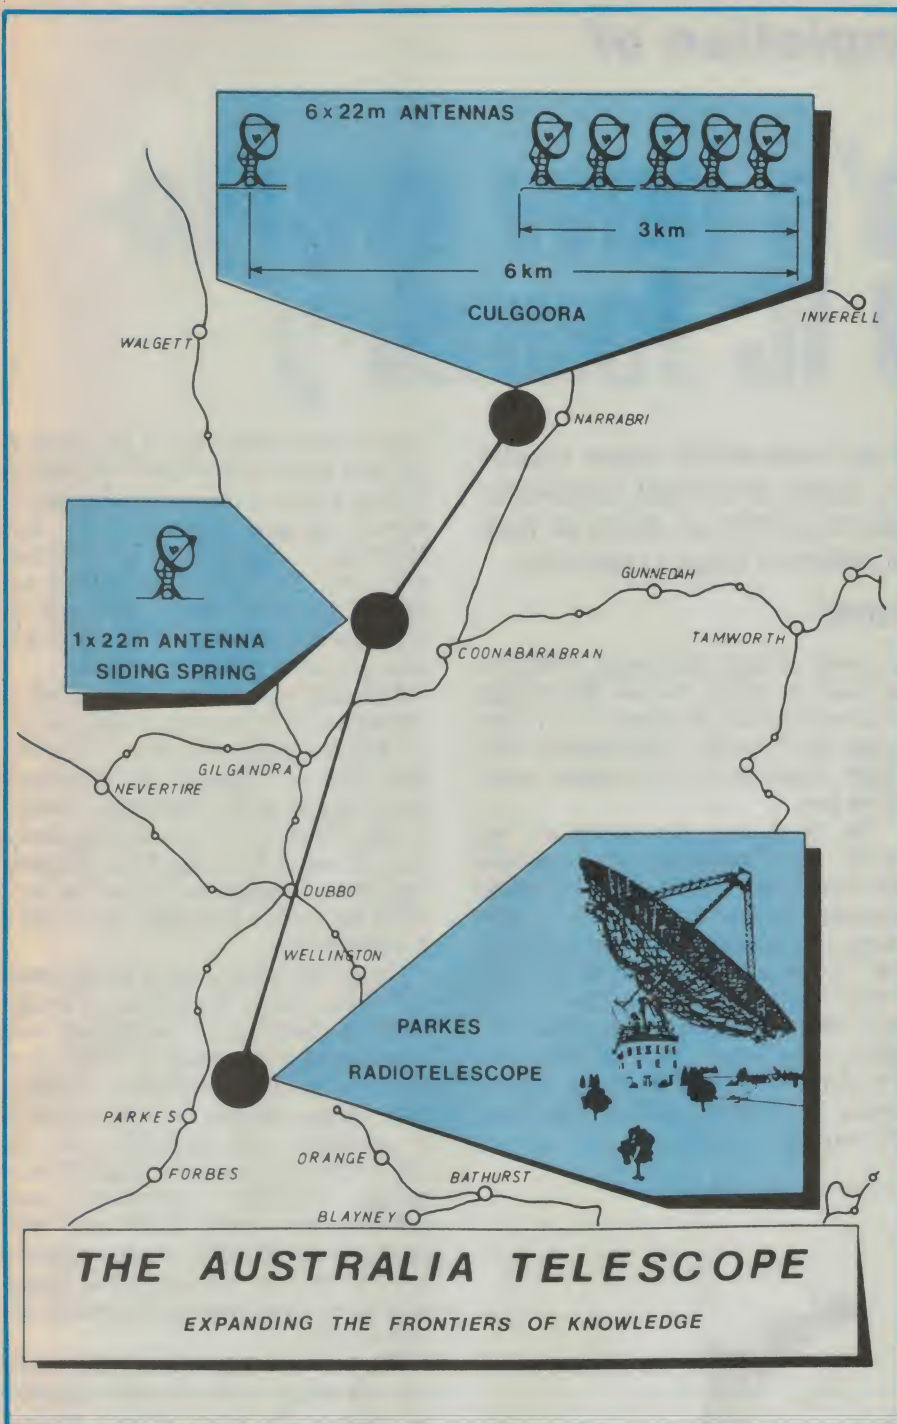 6 x 22m ANTENNAS
3 km
6 km
CULGOORA
INVERELL
WALGETT
NARRABRI
GUNNEDAH
1 x 22m ANTENNA
SIDING SPRING
TAMWORTH
COONABARABRAN
GILGANDRA
NEVERTIRE
DUBBO
WELLINGTON
PARKES
RADIOTELESCOPE
PARKES
ORANGE
FORBES
BATHURST
BLAYNEY
THE AUSTRALIA TELESCOPE
EXPANDING THE FRONTIERS OF KNOWLEDGE